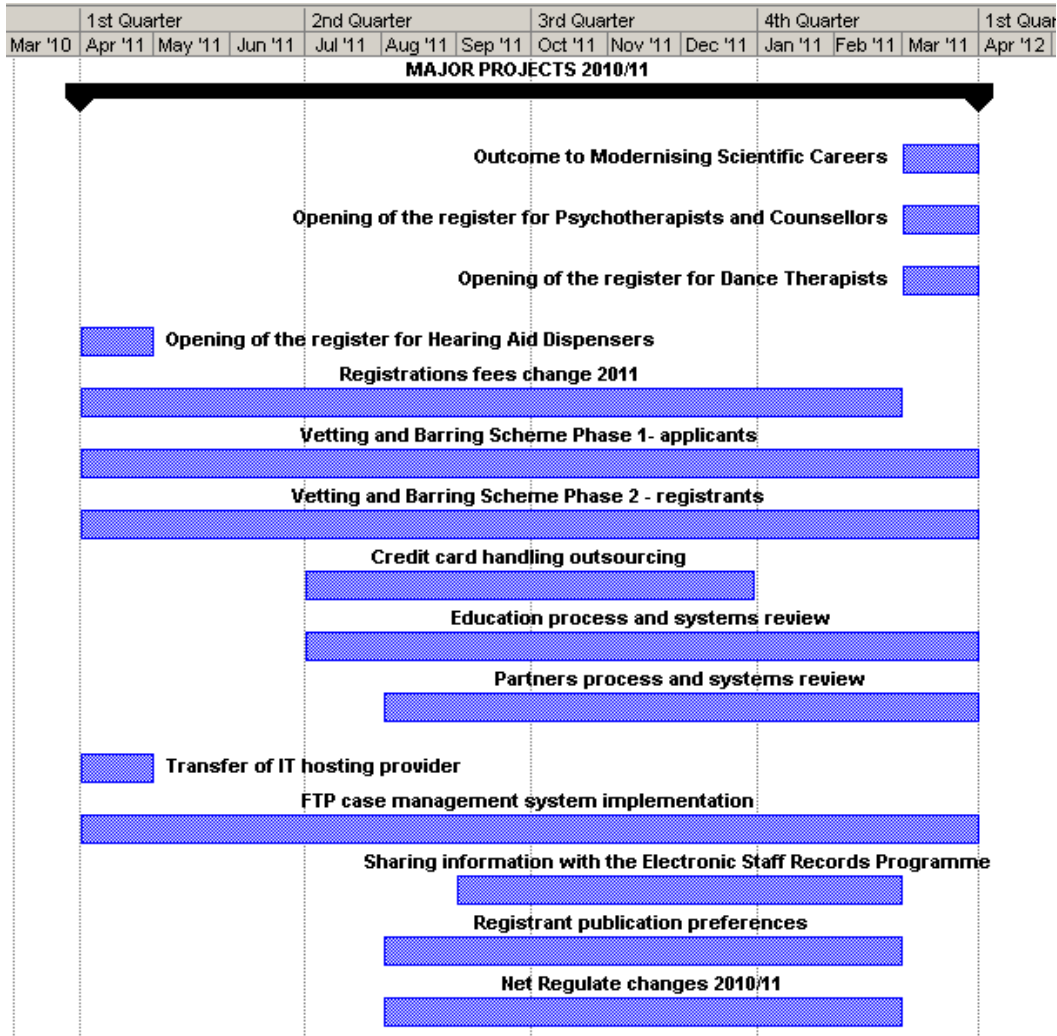 1st Quarter 2nd Quarter 3rd Quarter 4th Quarter 1st Quar
Mar '10 Apr '11 May '11 Jun '11 Jul '11 Aug '11 Sep '11 Oct '11 Nov '11 Dec '11 Jan '11 Feb '11 Mar '11 Apr '12
MAJOR PROJECTS 2010/11
Outcome to Modernising Scientific Careers
Opening of the register for Psychotherapists and Counsellors
Opening of the register for Dance Therapists
Opening of the register for Hearing Aid Dispensers
Registrations fees change 2011
Vetting and Barring Scheme Phase 1- applicants
Vetting and Barring Scheme Phase 2 - registrants
Credit card handling outsourcing
Education process and systems review
Partners process and systems review
Transfer of IT hosting provider
FTP case management system implementation
Sharing information with the Electronic Staff Records Programme
Registrant publication preferences
Net Regulate changes 2010/11